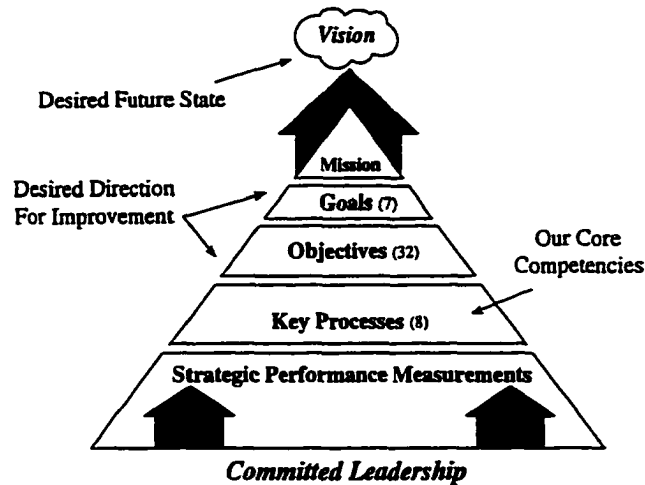 Vision
Desired Future State
Mission
Desired Direction
For Improvement
Goals (7)
Objectives (32)
Our Core
Competencies
Key Processes (8)
Strategic Performance Measurements
Committed Leadership